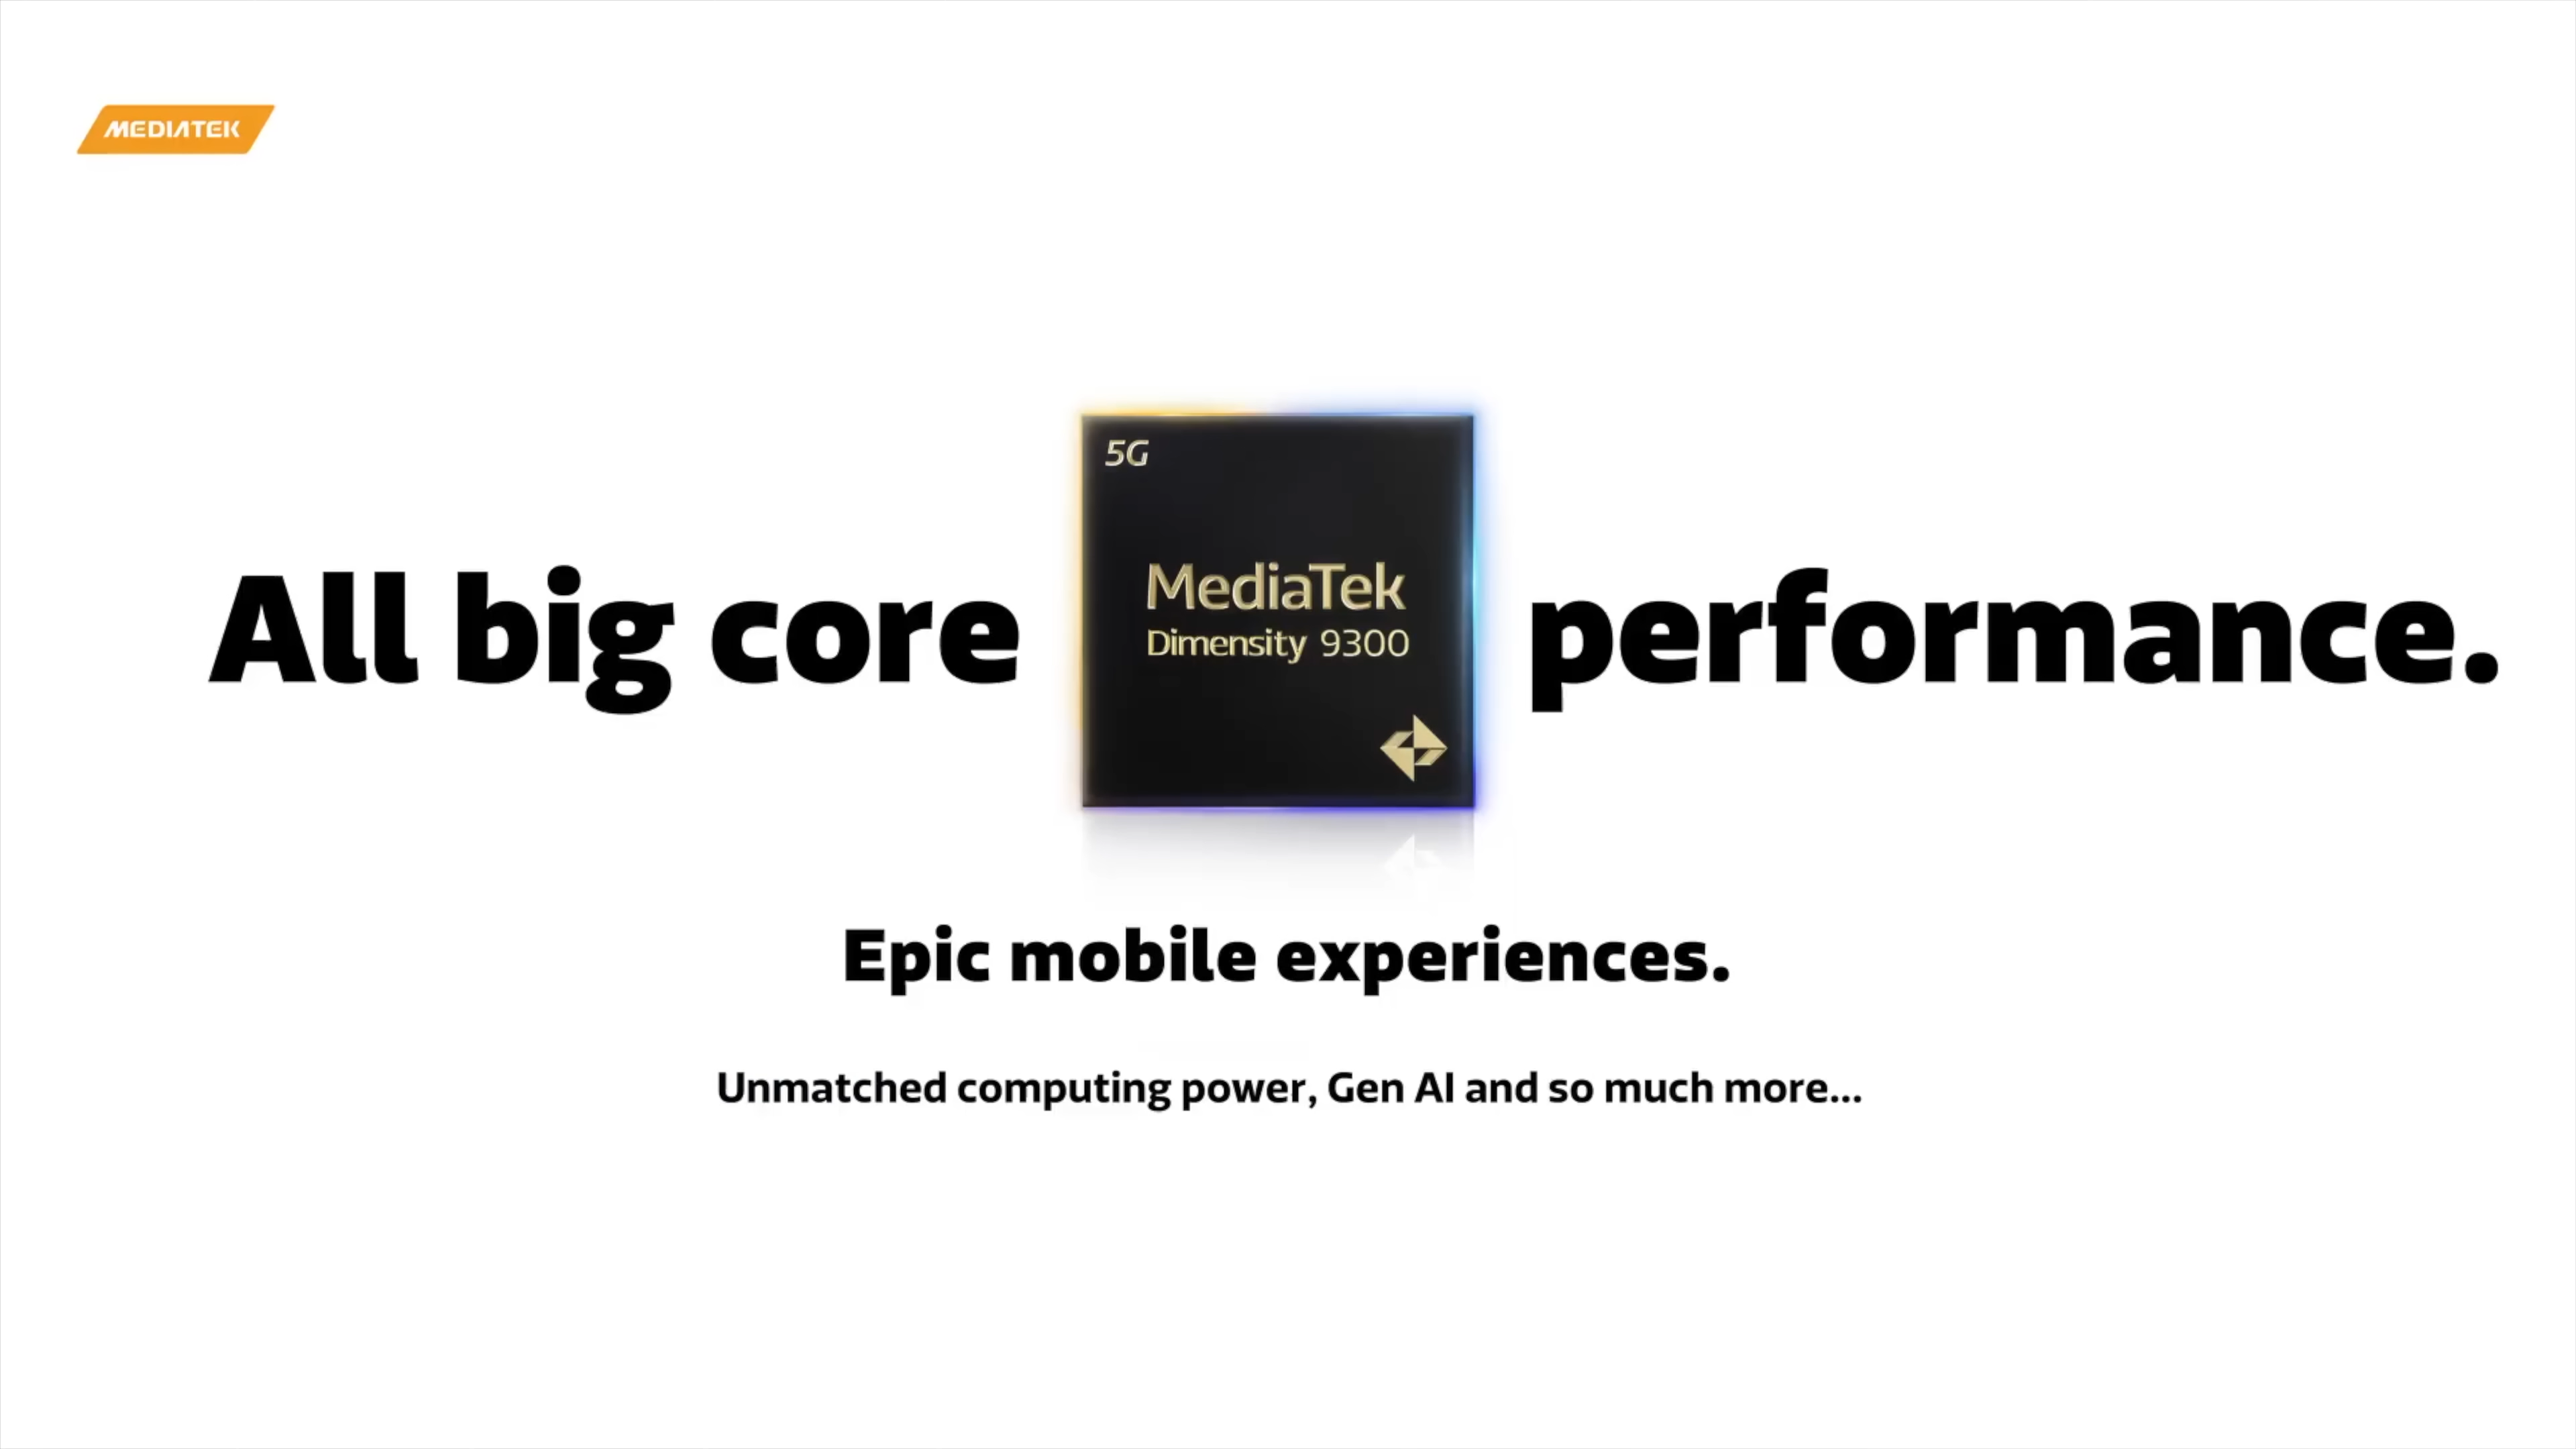 MEDIATEK
5G
All big core
MediaTek
Dimensity 9300
performance.
Epic mobile experiences.
Unmatched computing power, Gen AI and so much more...